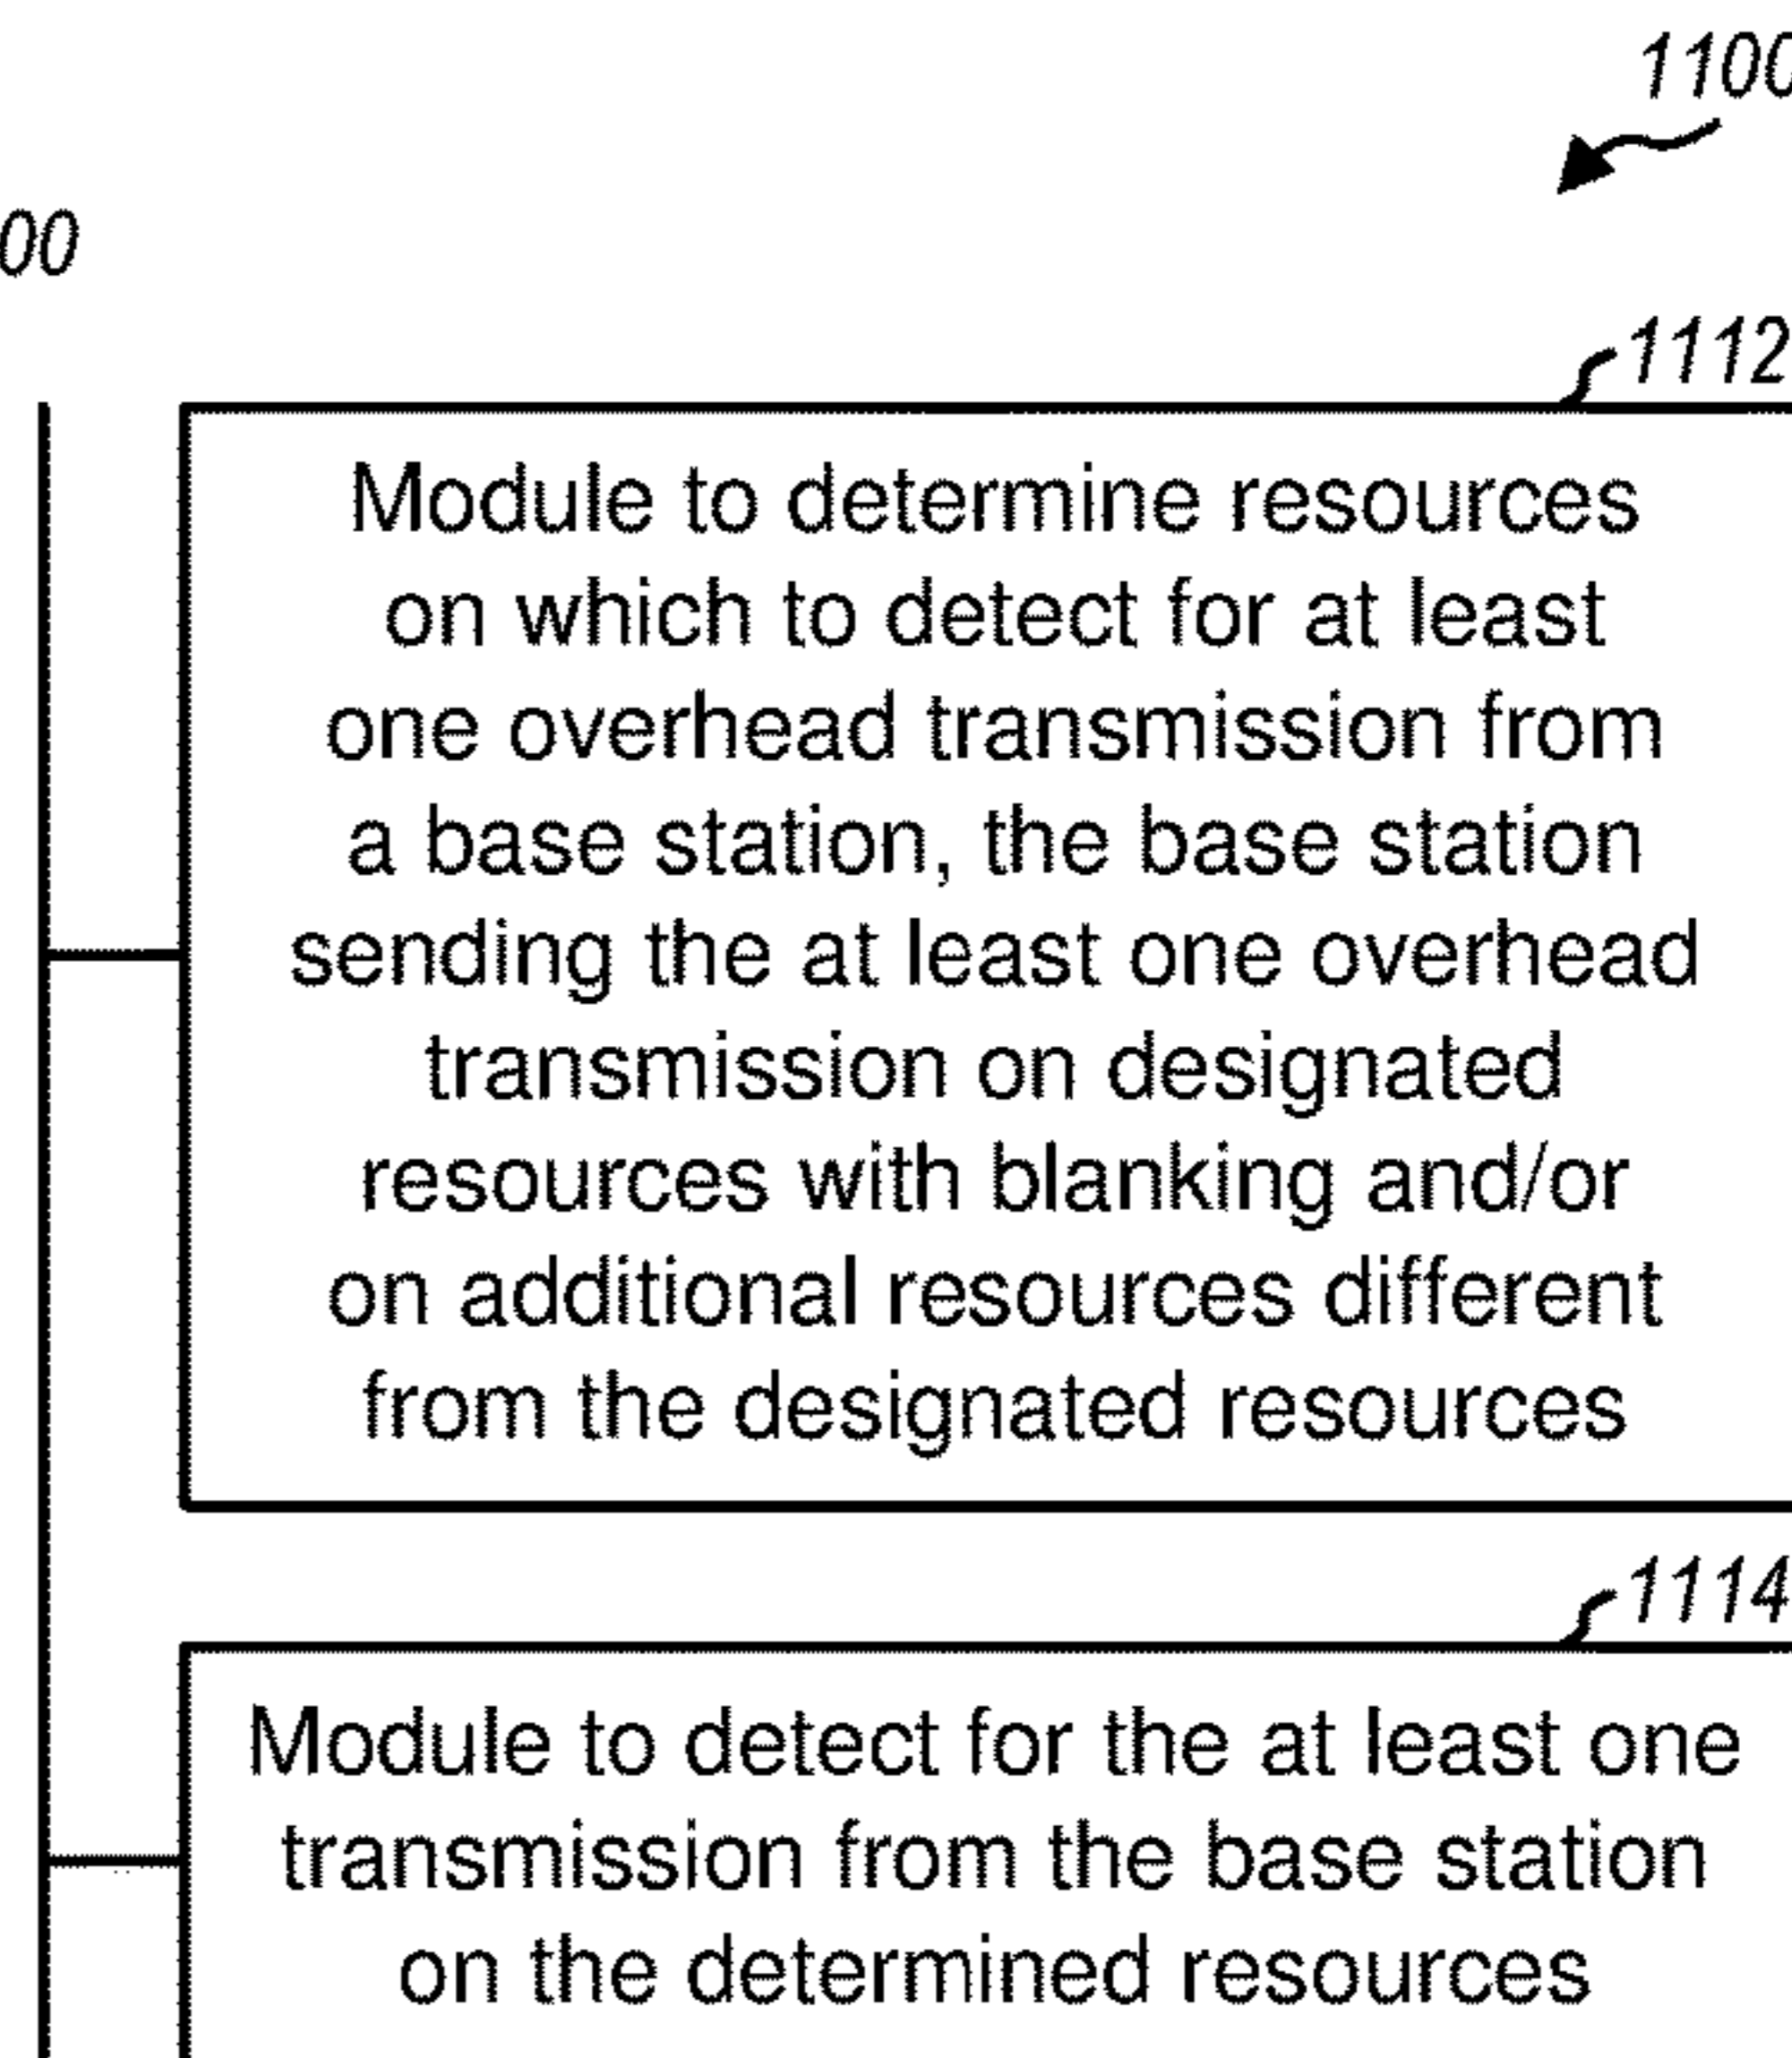 1100
00
1112
Module to determine resources
on which to detect for at least
one overhead transmission from
a base station, the base station
sending the at least one overhead
transmission on designated
resources with blanking and/or
on additional resources different
from the designated resources
1114
Module to detect for the at least one
transmission from the base station
on the determined resources